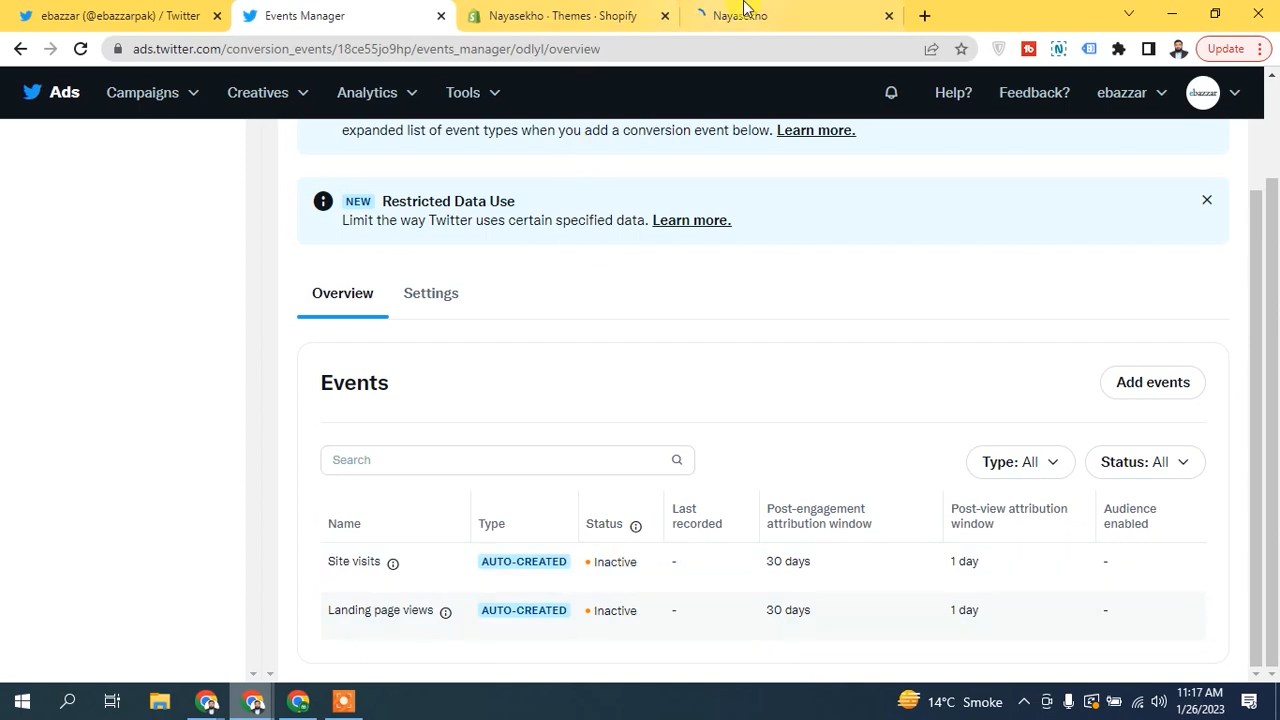 ebazzar (@ebazzarpak) / Twitter
Events Manager
Nayasekho · Themes · Shopify
Nayasekho
ads.twitter.com/conversion_events/18ce55jo9hp/events_manager/odlyl/overview
Update
Ads
Campaigns
Creatives
Analytics
Tools
Help?
Feedback?
ebazzar
ebazzar
expanded list of event types when you add a conversion event below. Learn more.
NEW Restricted Data Use
Limit the way Twitter uses certain specified data. Learn more.
Overview
Settings
Events
Add events
Search
Type: All
Status: All
Name
Type
Status
Last recorded
Post-engagement attribution window
Post-view attribution window
Audience enabled
Site visits AUTO-CREATED Inactive - 30 days 1 day -
Landing page views AUTO-CREATED Inactive - 30 days 1 day -
14°C Smoke
11:17 AM
1/26/2023